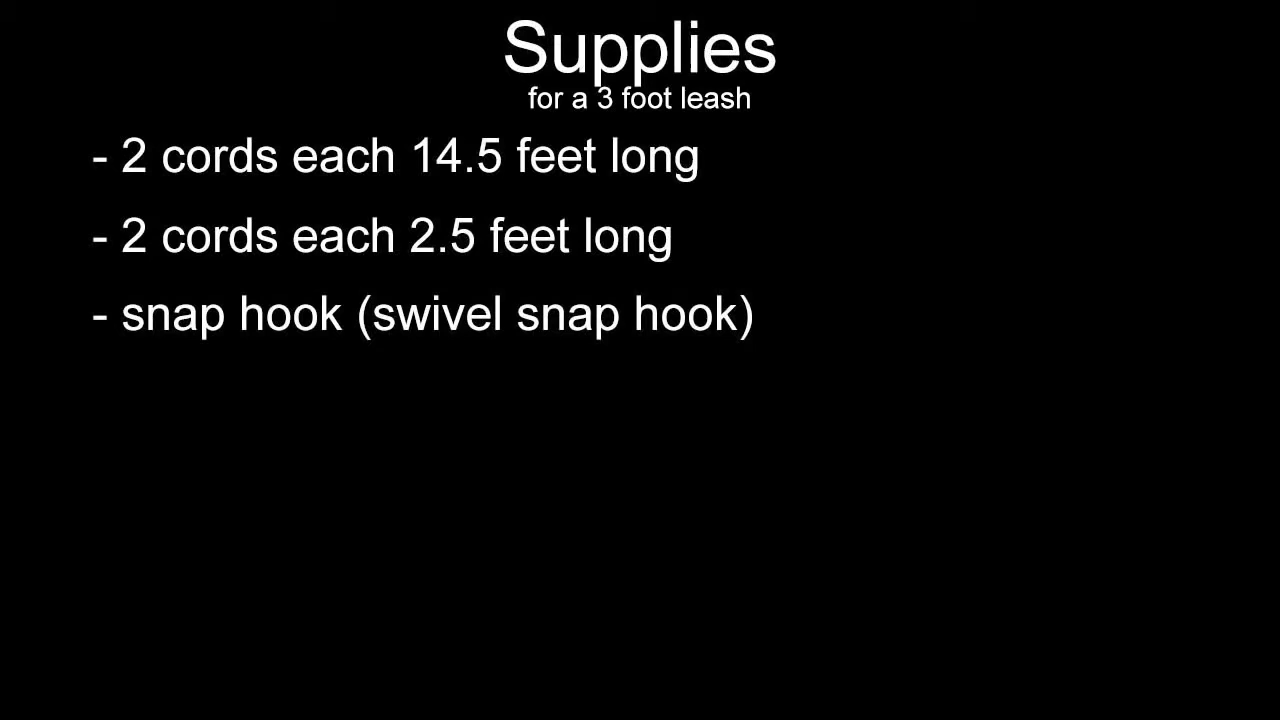 Supplies
for a 3 foot leash
- 2 cords each 14.5 feet long
- 2 cords each 2.5 feet long
- snap hook (swivel snap hook)